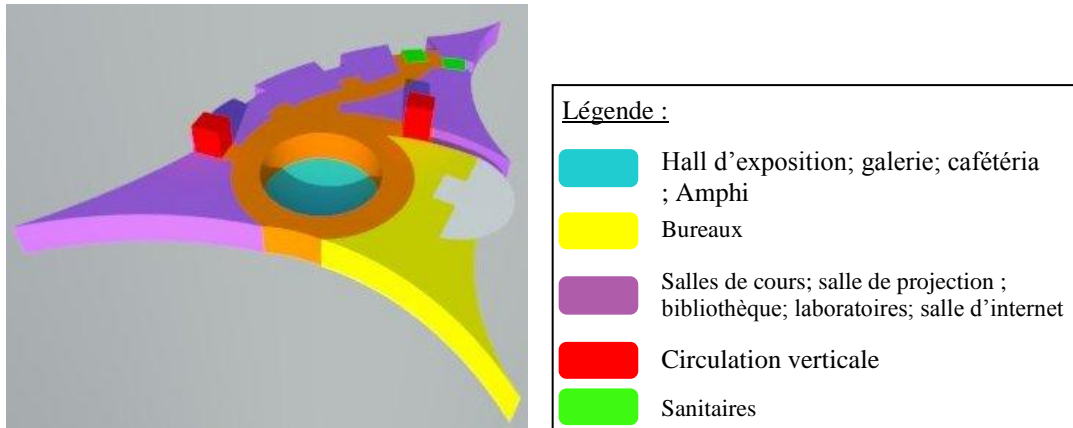 Légende :
Hall d’exposition; galerie; cafétéria
; Amphi
Bureaux
Salles de cours; salle de projection ;
bibliothèque; laboratoires; salle d’internet
Circulation verticale
Sanitaires